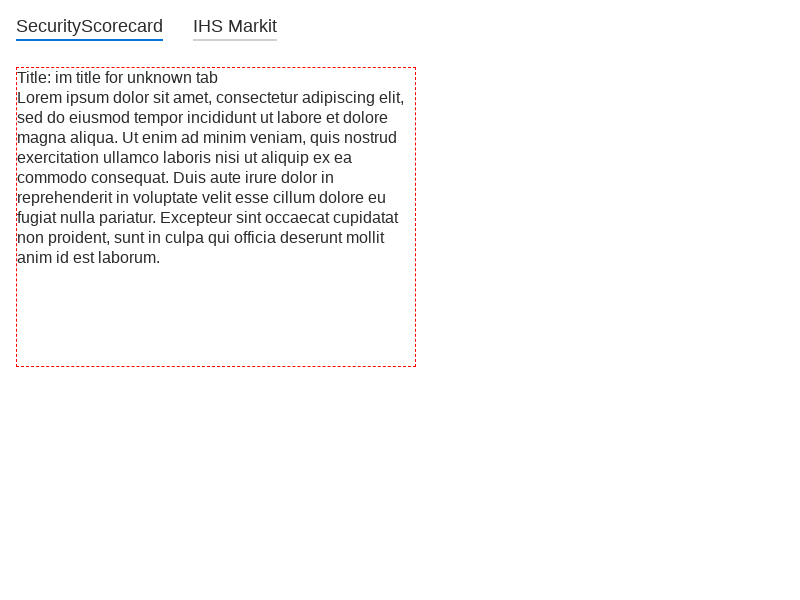 SecurityScorecard IHS Markit
Title: im title for unknown tab
Lorem ipsum dolor sit amet, consectetur adipiscing elit,
sed do eiusmod tempor incididunt ut labore et dolore
magna aliqua. Ut enim ad minim veniam, quis nostrud
exercitation ullamco laboris nisi ut aliquip ex ea
commodo consequat. Duis aute irure dolor in
reprehenderit in voluptate velit esse cillum dolore eu
fugiat nulla pariatur. Excepteur sint occaecat cupidatat
non proident, sunt in culpa qui officia deserunt mollit
anim id est laborum.